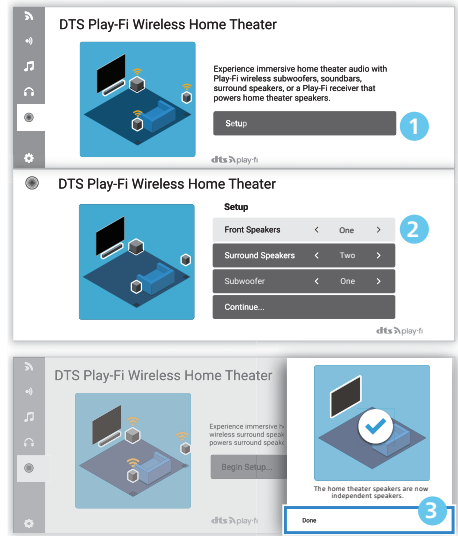 DTS Play-Fi Wireless Home Theater
Experience immersive home theater audio with
Play-Fi wireless subwoofers, soundbars,
surround speakers, or a Play-Fi receiver that
powers home theater speakers.
Setup
1
dts play-fi
DTS Play-Fi Wireless Home Theater
Setup
Front Speakers < One >
2
Surround Speakers < Two >
Subwoofer < One >
Continue...
dts play-fi
DTS Play-Fi Wireless Home Theater
Experience immersive h
wireless surround speak
powers surround speak
Begin Setup...
dts play-fi
The home theater speakers are now
independent speakers.
3
Done